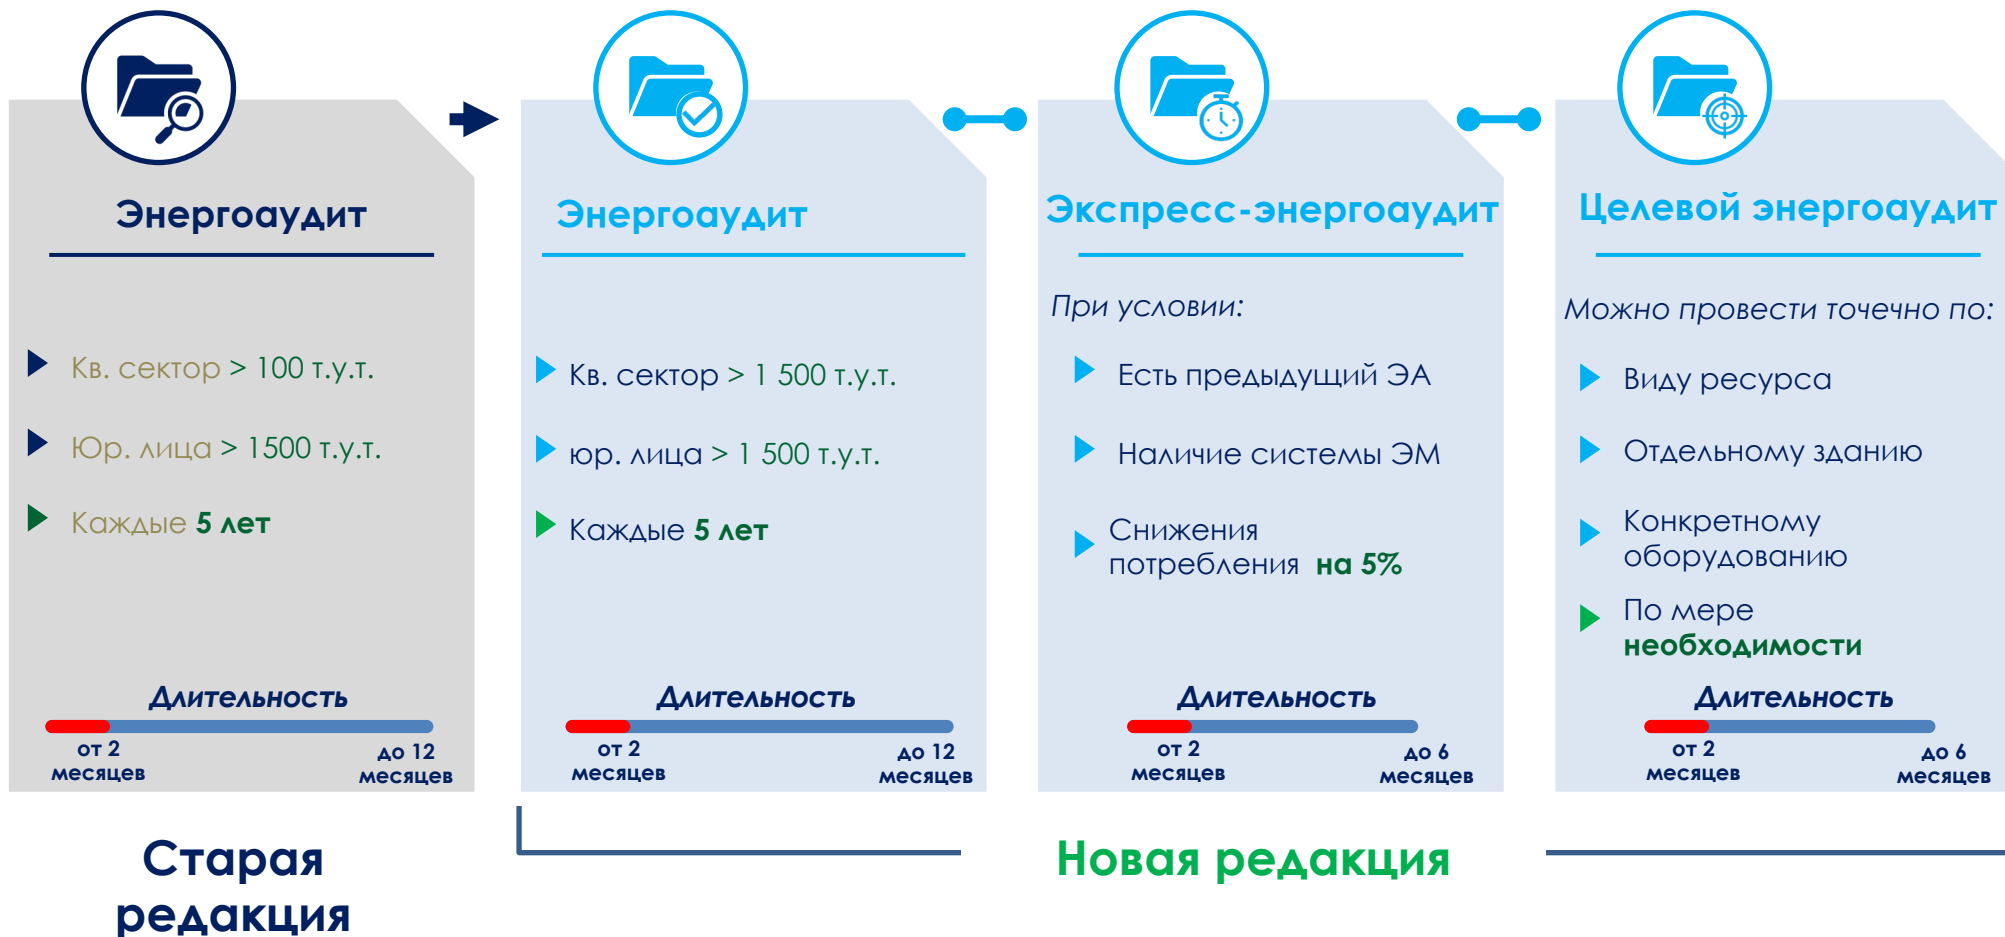 Энергоаудит
Кв. сектор > 100 т.у.т.
Юр. лица > 1500 т.у.т.
Каждые 5 лет
Длительность
от 2
месяцев
до 12
месяцев
Старая
редакция
Энергоаудит
Кв. сектор > 1 500 т.у.т.
юр. лица > 1 500 т.у.т.
Каждые 5 лет
Длительность
от 2
месяцев
до 12
месяцев
Экспресс-энергоаудит
При условии:
Есть предыдущий ЭА
Наличие системы ЭМ
Снижения
потребления на 5%
Длительность
от 2
месяцев
до 6
месяцев
Целевой энергоаудит
Можно провести точечно по:
Виду ресурса
Отдельному зданию
Конкретному
оборудованию
По мере
необходимости
Длительность
от 2
месяцев
до 6
месяцев
Новая редакция